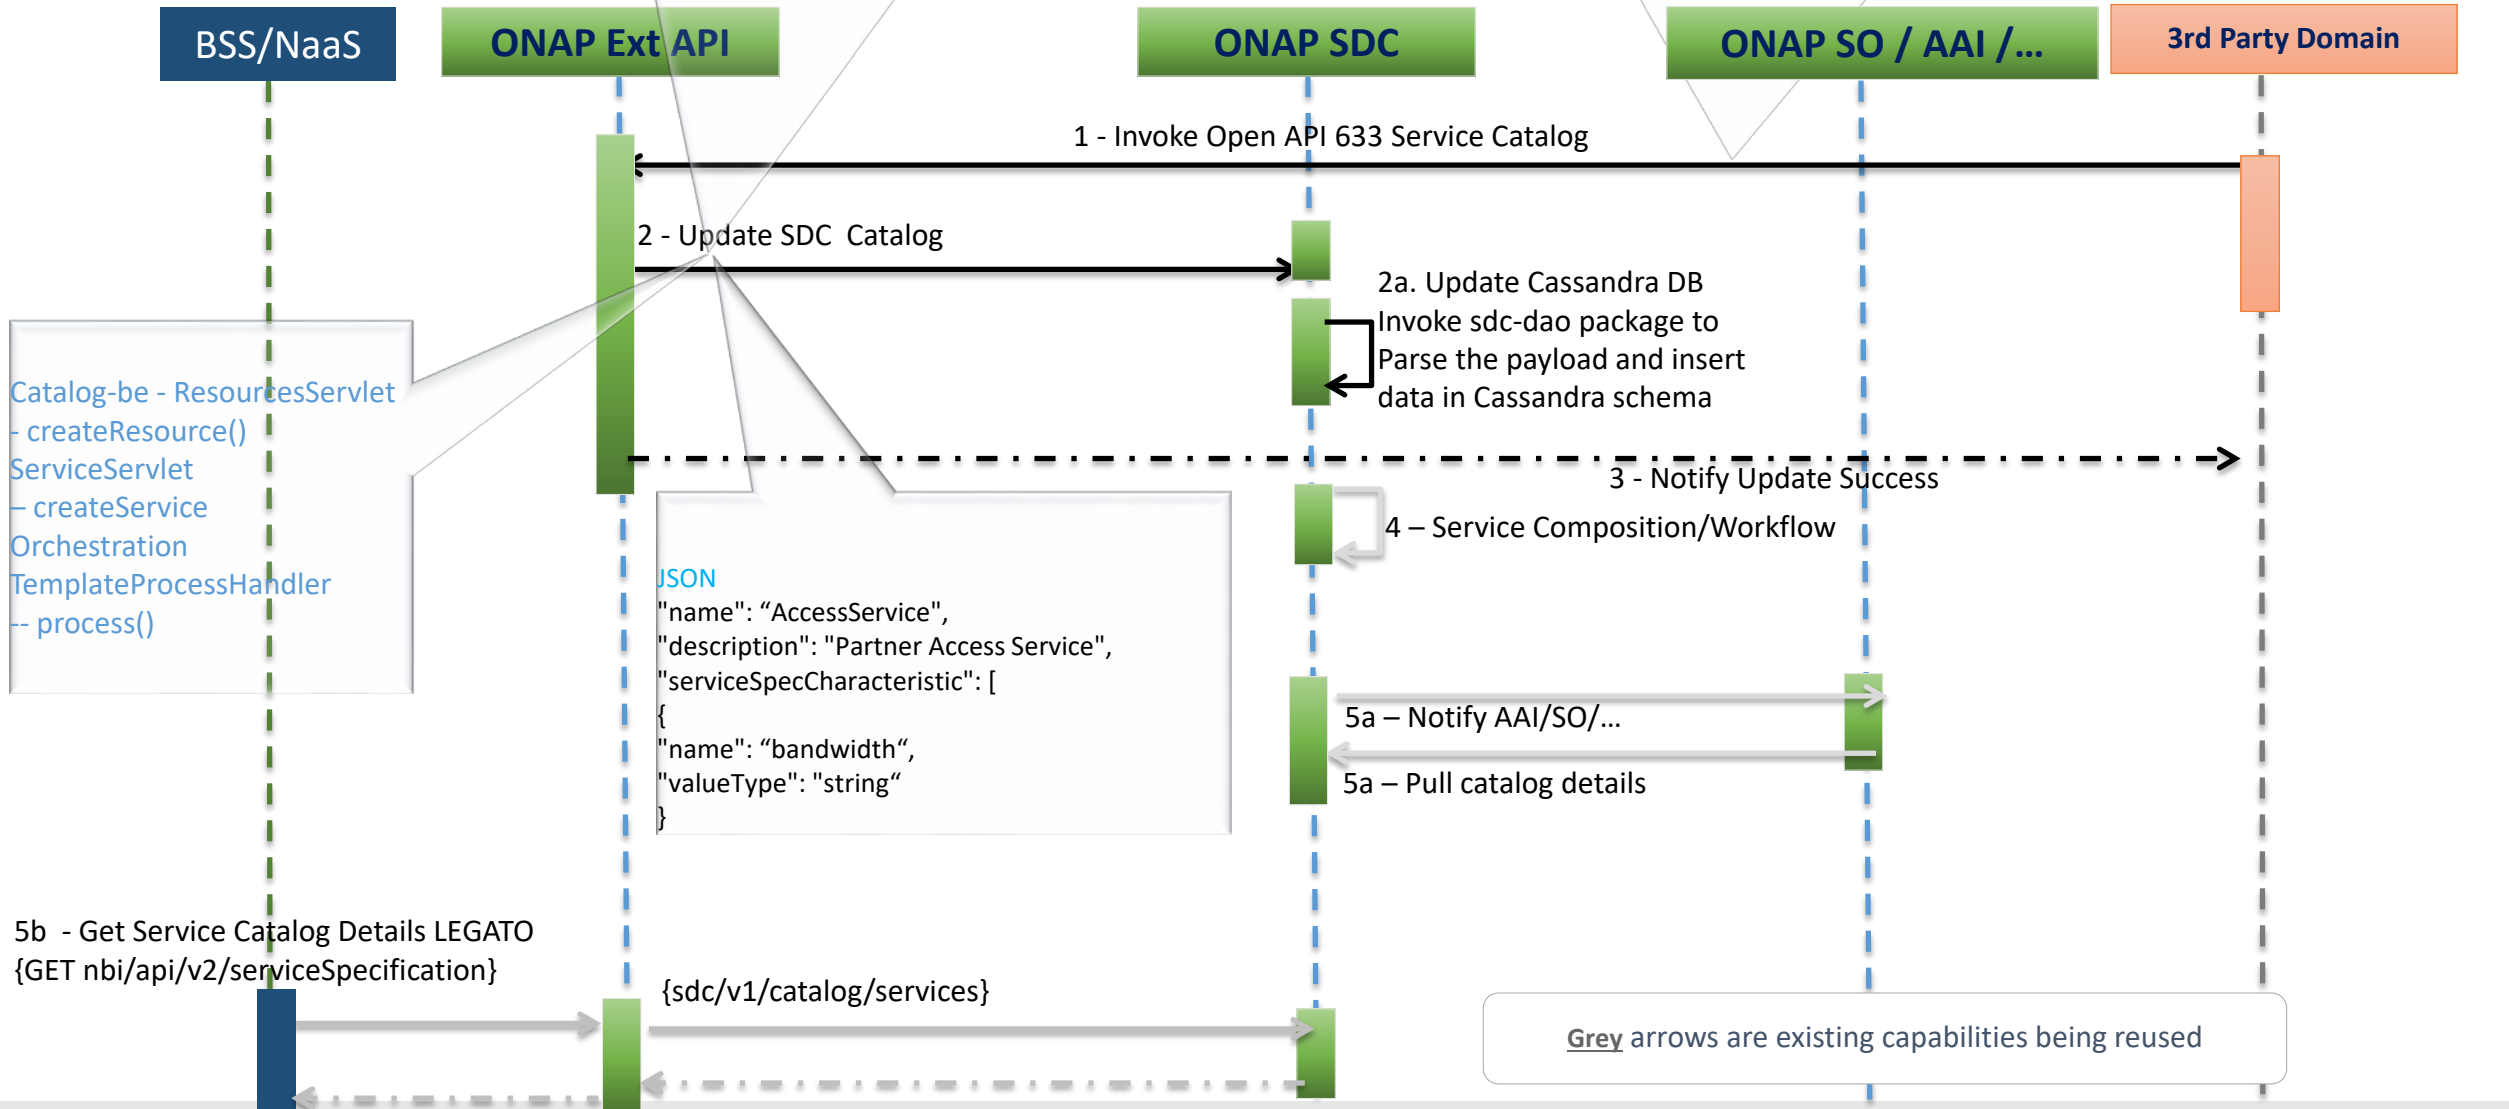 BSS/NaaS
ONAP Ext API
ONAP SDC
ONAP SO / AAI /...
3rd Party Domain
1 - Invoke Open API 633 Service Catalog
2 - Update SDC  Catalog
2a. Update Cassandra DB
Invoke sdc-dao package to
Parse the payload and insert
data in Cassandra schema
Catalog-be - ResourcesServlet
- createResource()
ServiceServlet
– createService
Orchestration
TemplateProcessHandler
-- process()
3 - Notify Update Success
4 – Service Composition/Workflow
JSON
"name": “AccessService",
"description": "Partner Access Service",
"serviceSpecCharacteristic": [
{
"name": “bandwidth“,
"valueType": "string“
}
5a – Notify AAI/SO/...
5a – Pull catalog details
5b  - Get Service Catalog Details LEGATO
{GET nbi/api/v2/serviceSpecification}
{sdc/v1/catalog/services}
Grey arrows are existing capabilities being reused